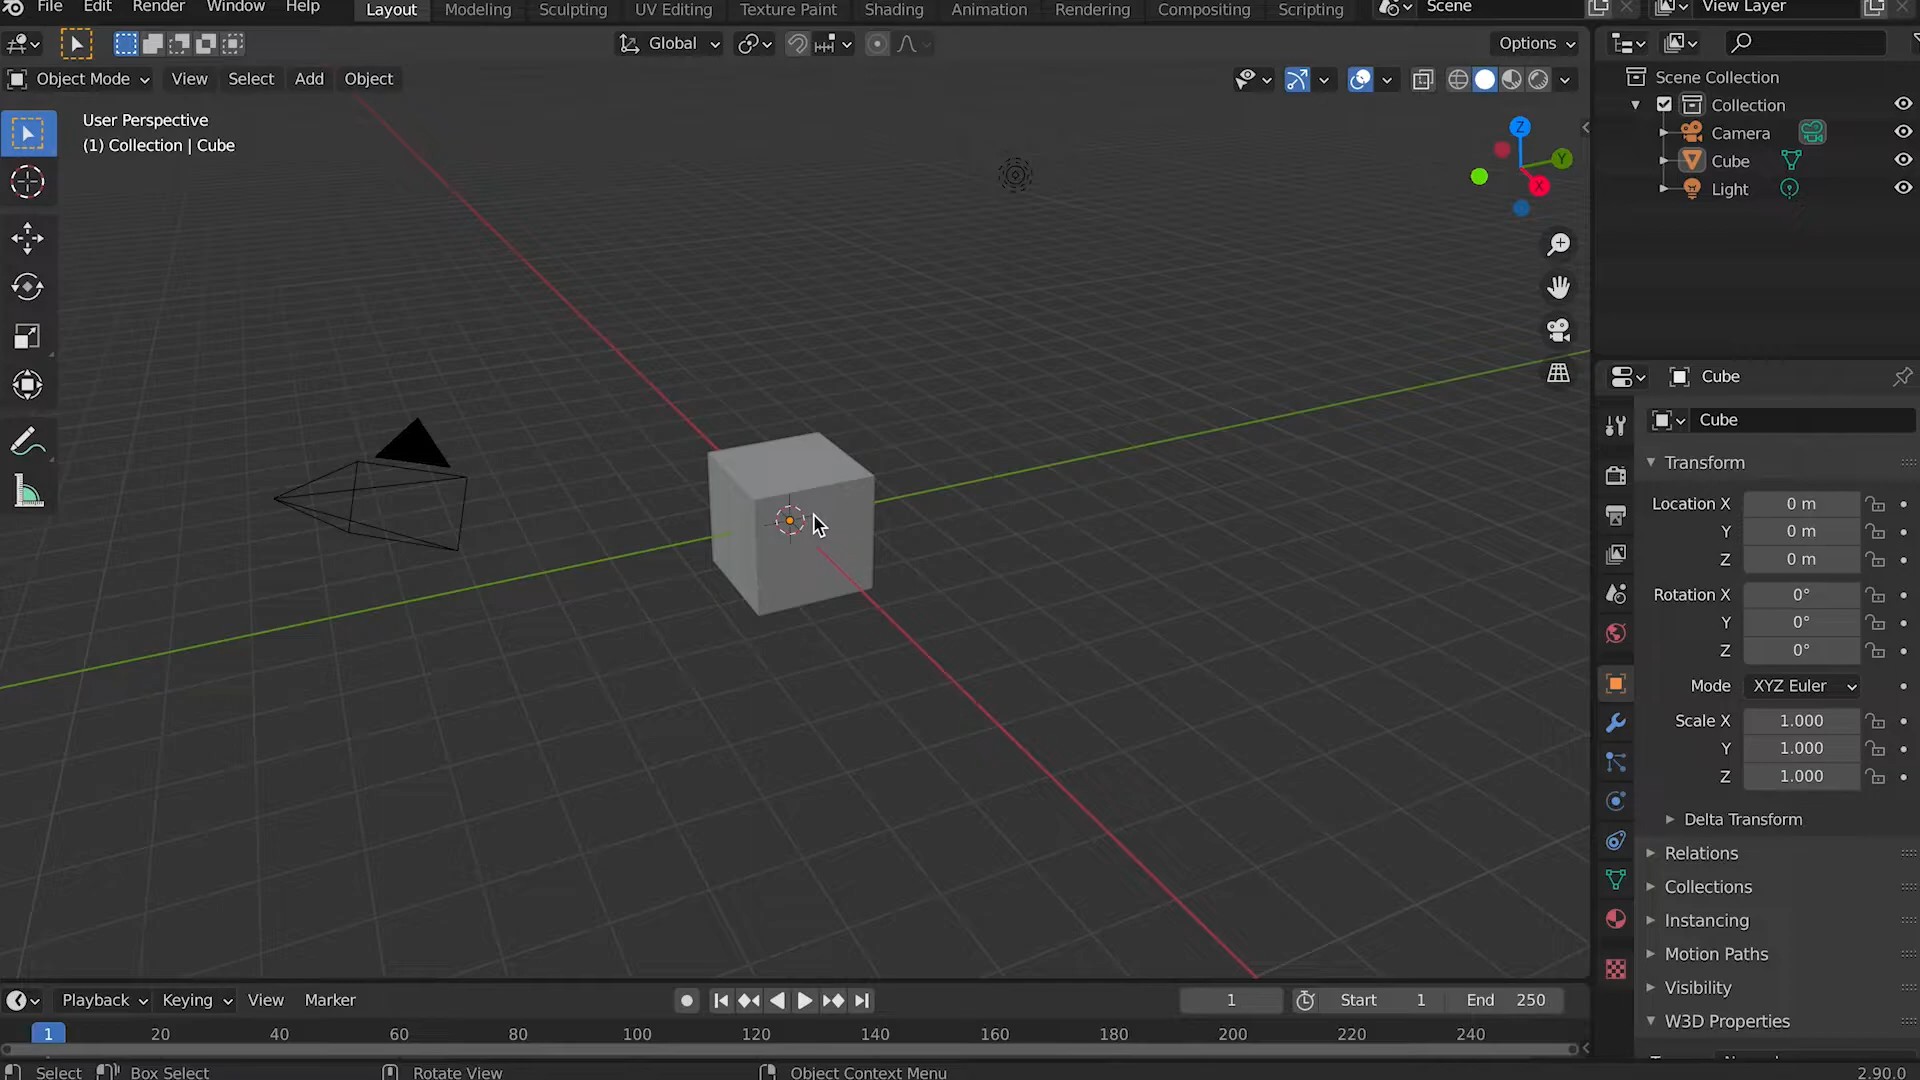 File Edit Render Window Help Layout Modeling Sculpting UV Editing Texture Paint Shading Animation Rendering Compositing Scripting Scene View Layer
Global Options
Object Mode View Select Add Object
User Perspective
(1) Collection | Cube
Z
Y
X
Scene Collection
Collection
Camera
Cube
Light
Cube
Cube
Transform
Location X 0 m
Y 0 m
Z 0 m
Rotation X 0°
Y 0°
Z 0°
Mode XYZ Euler
Scale X 1.000
Y 1.000
Z 1.000
Delta Transform
Relations
Collections
Instancing
Motion Paths
Visibility
W3D Properties
Playback Keying View Marker 1 Start 1 End 250
1 20 40 60 80 100 120 140 160 180 200 220 240
Select Box Select Rotate View Object Context Menu 2.90.0